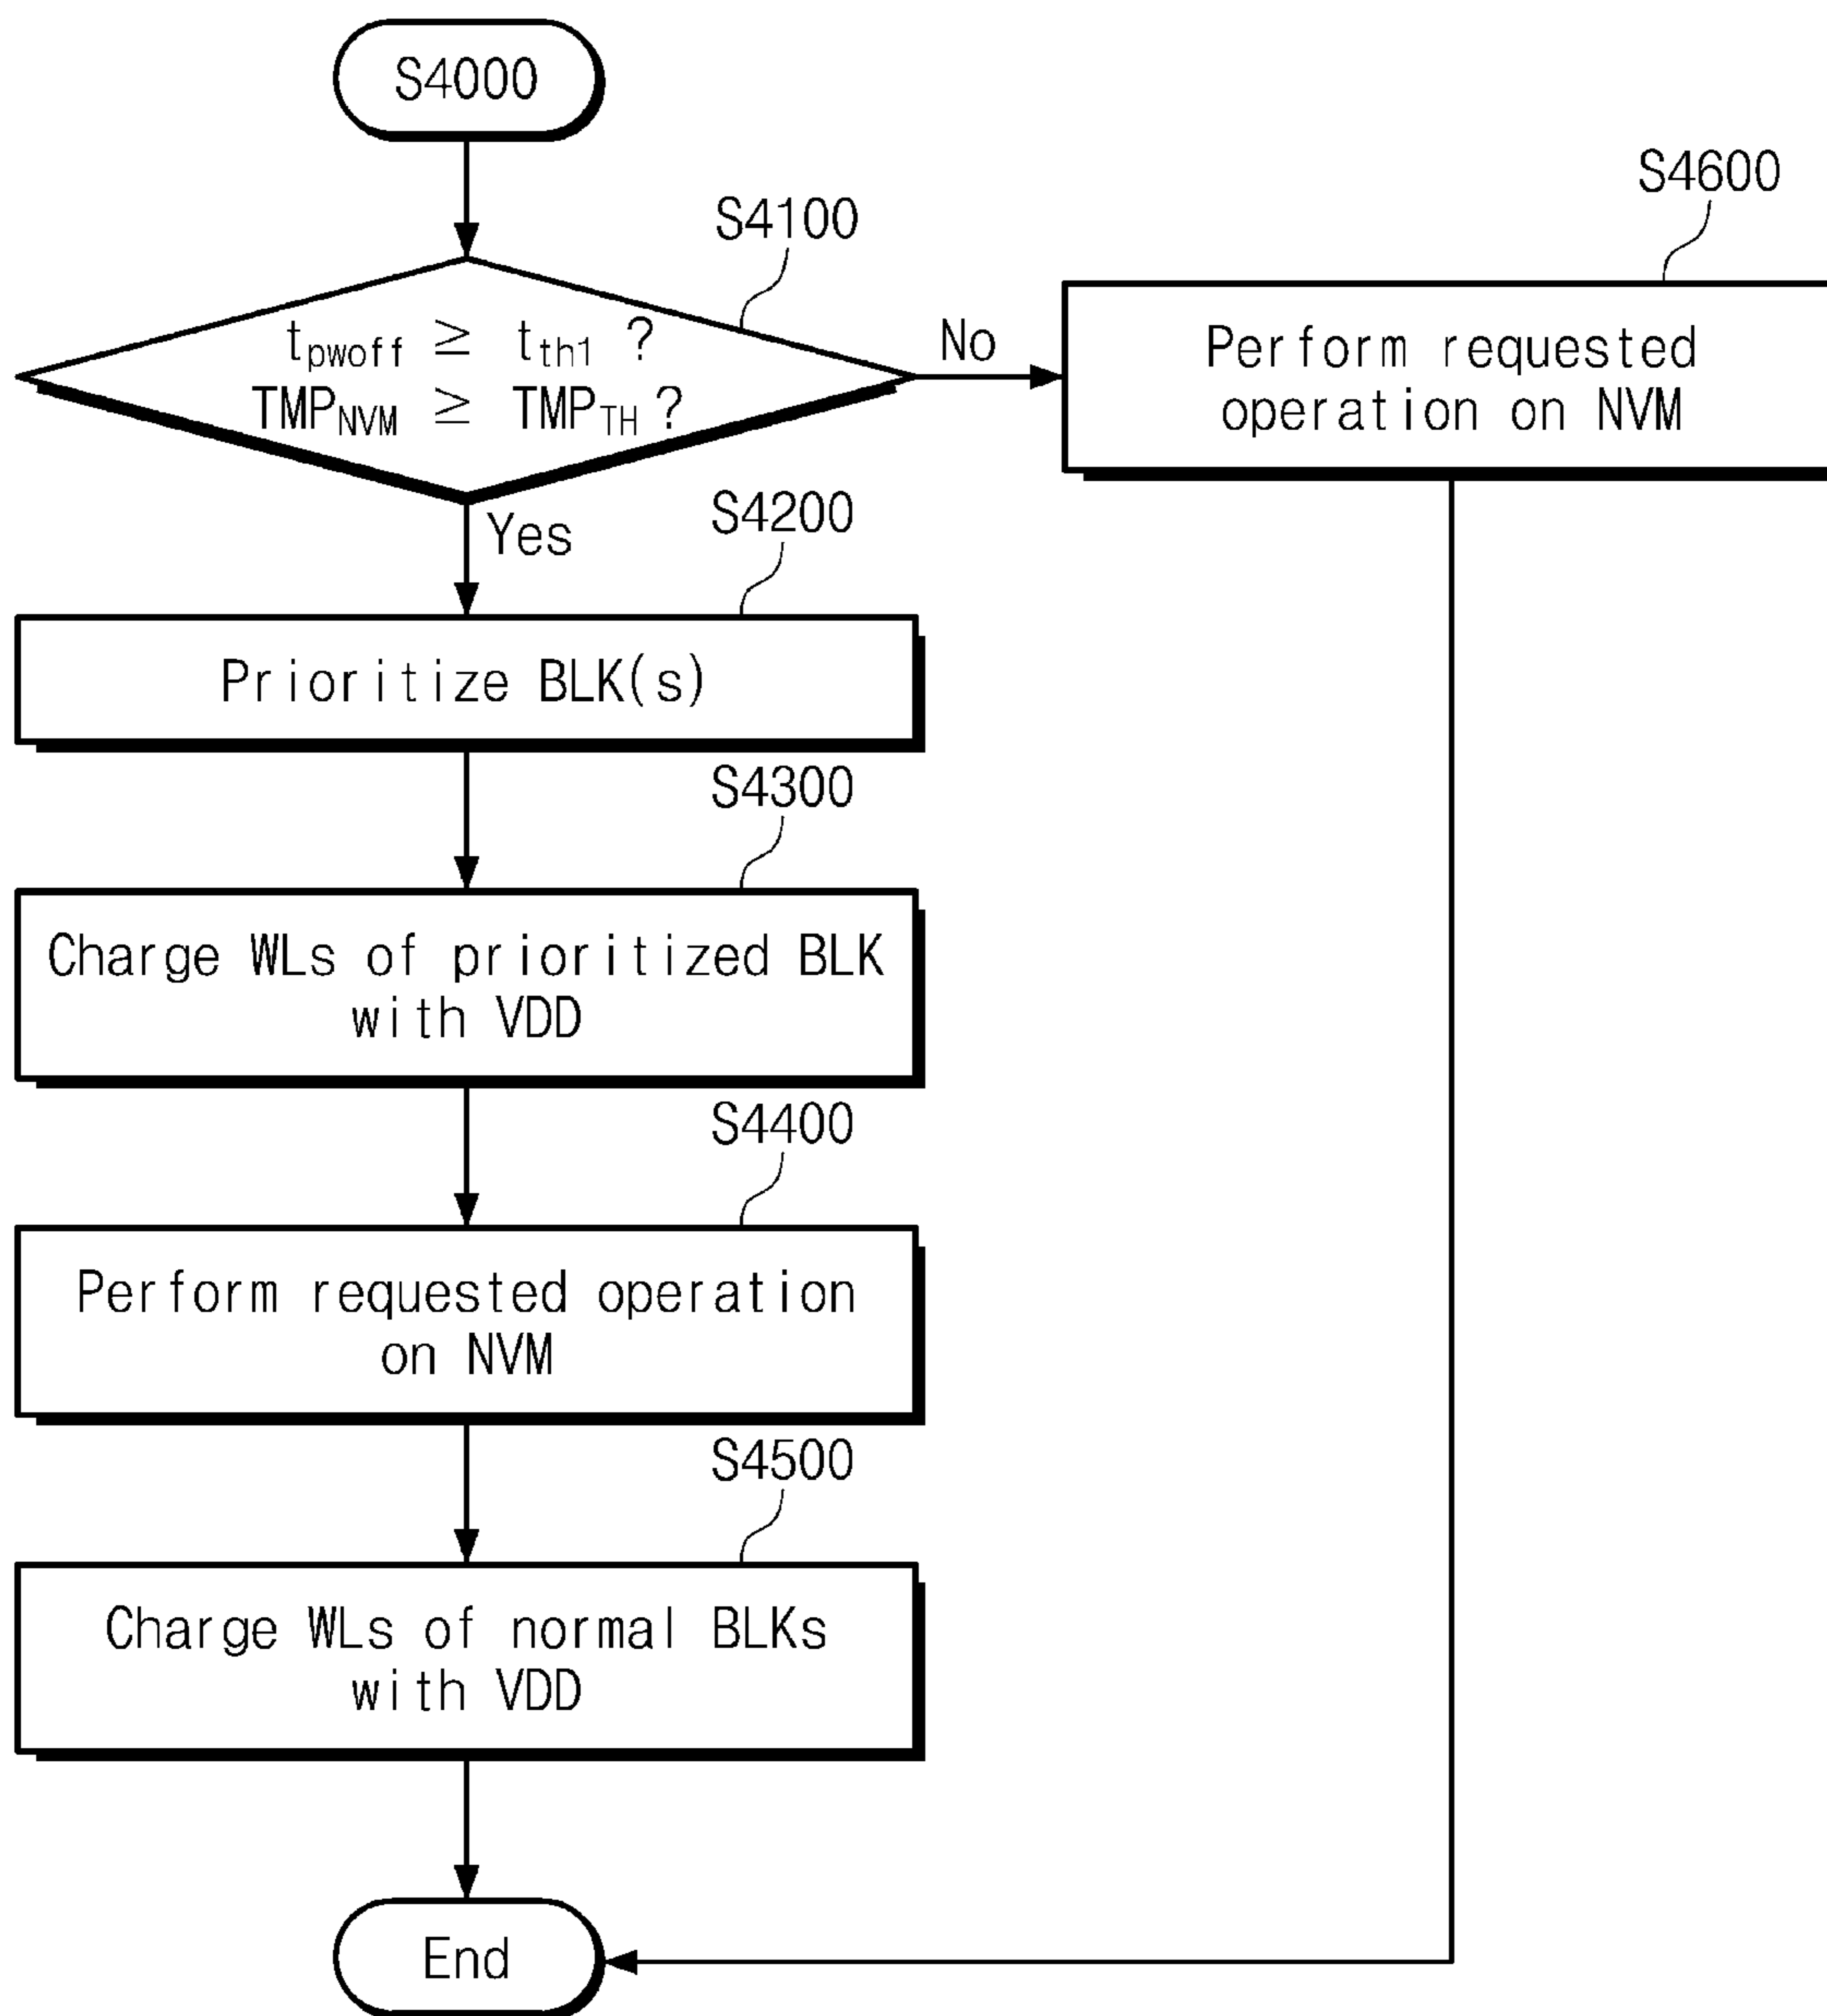 S4000
S4100
S4600
tpwoff ≥ tth1 ?
TMPNVM ≥ TMPTH ?
No
Perform requested
operation on NVM
Yes
S4200
Prioritize BLK(s)
S4300
Charge WLs of prioritized BLK
with VDD
S4400
Perform requested operation
on NVM
S4500
Charge WLs of normal BLKs
with VDD
End